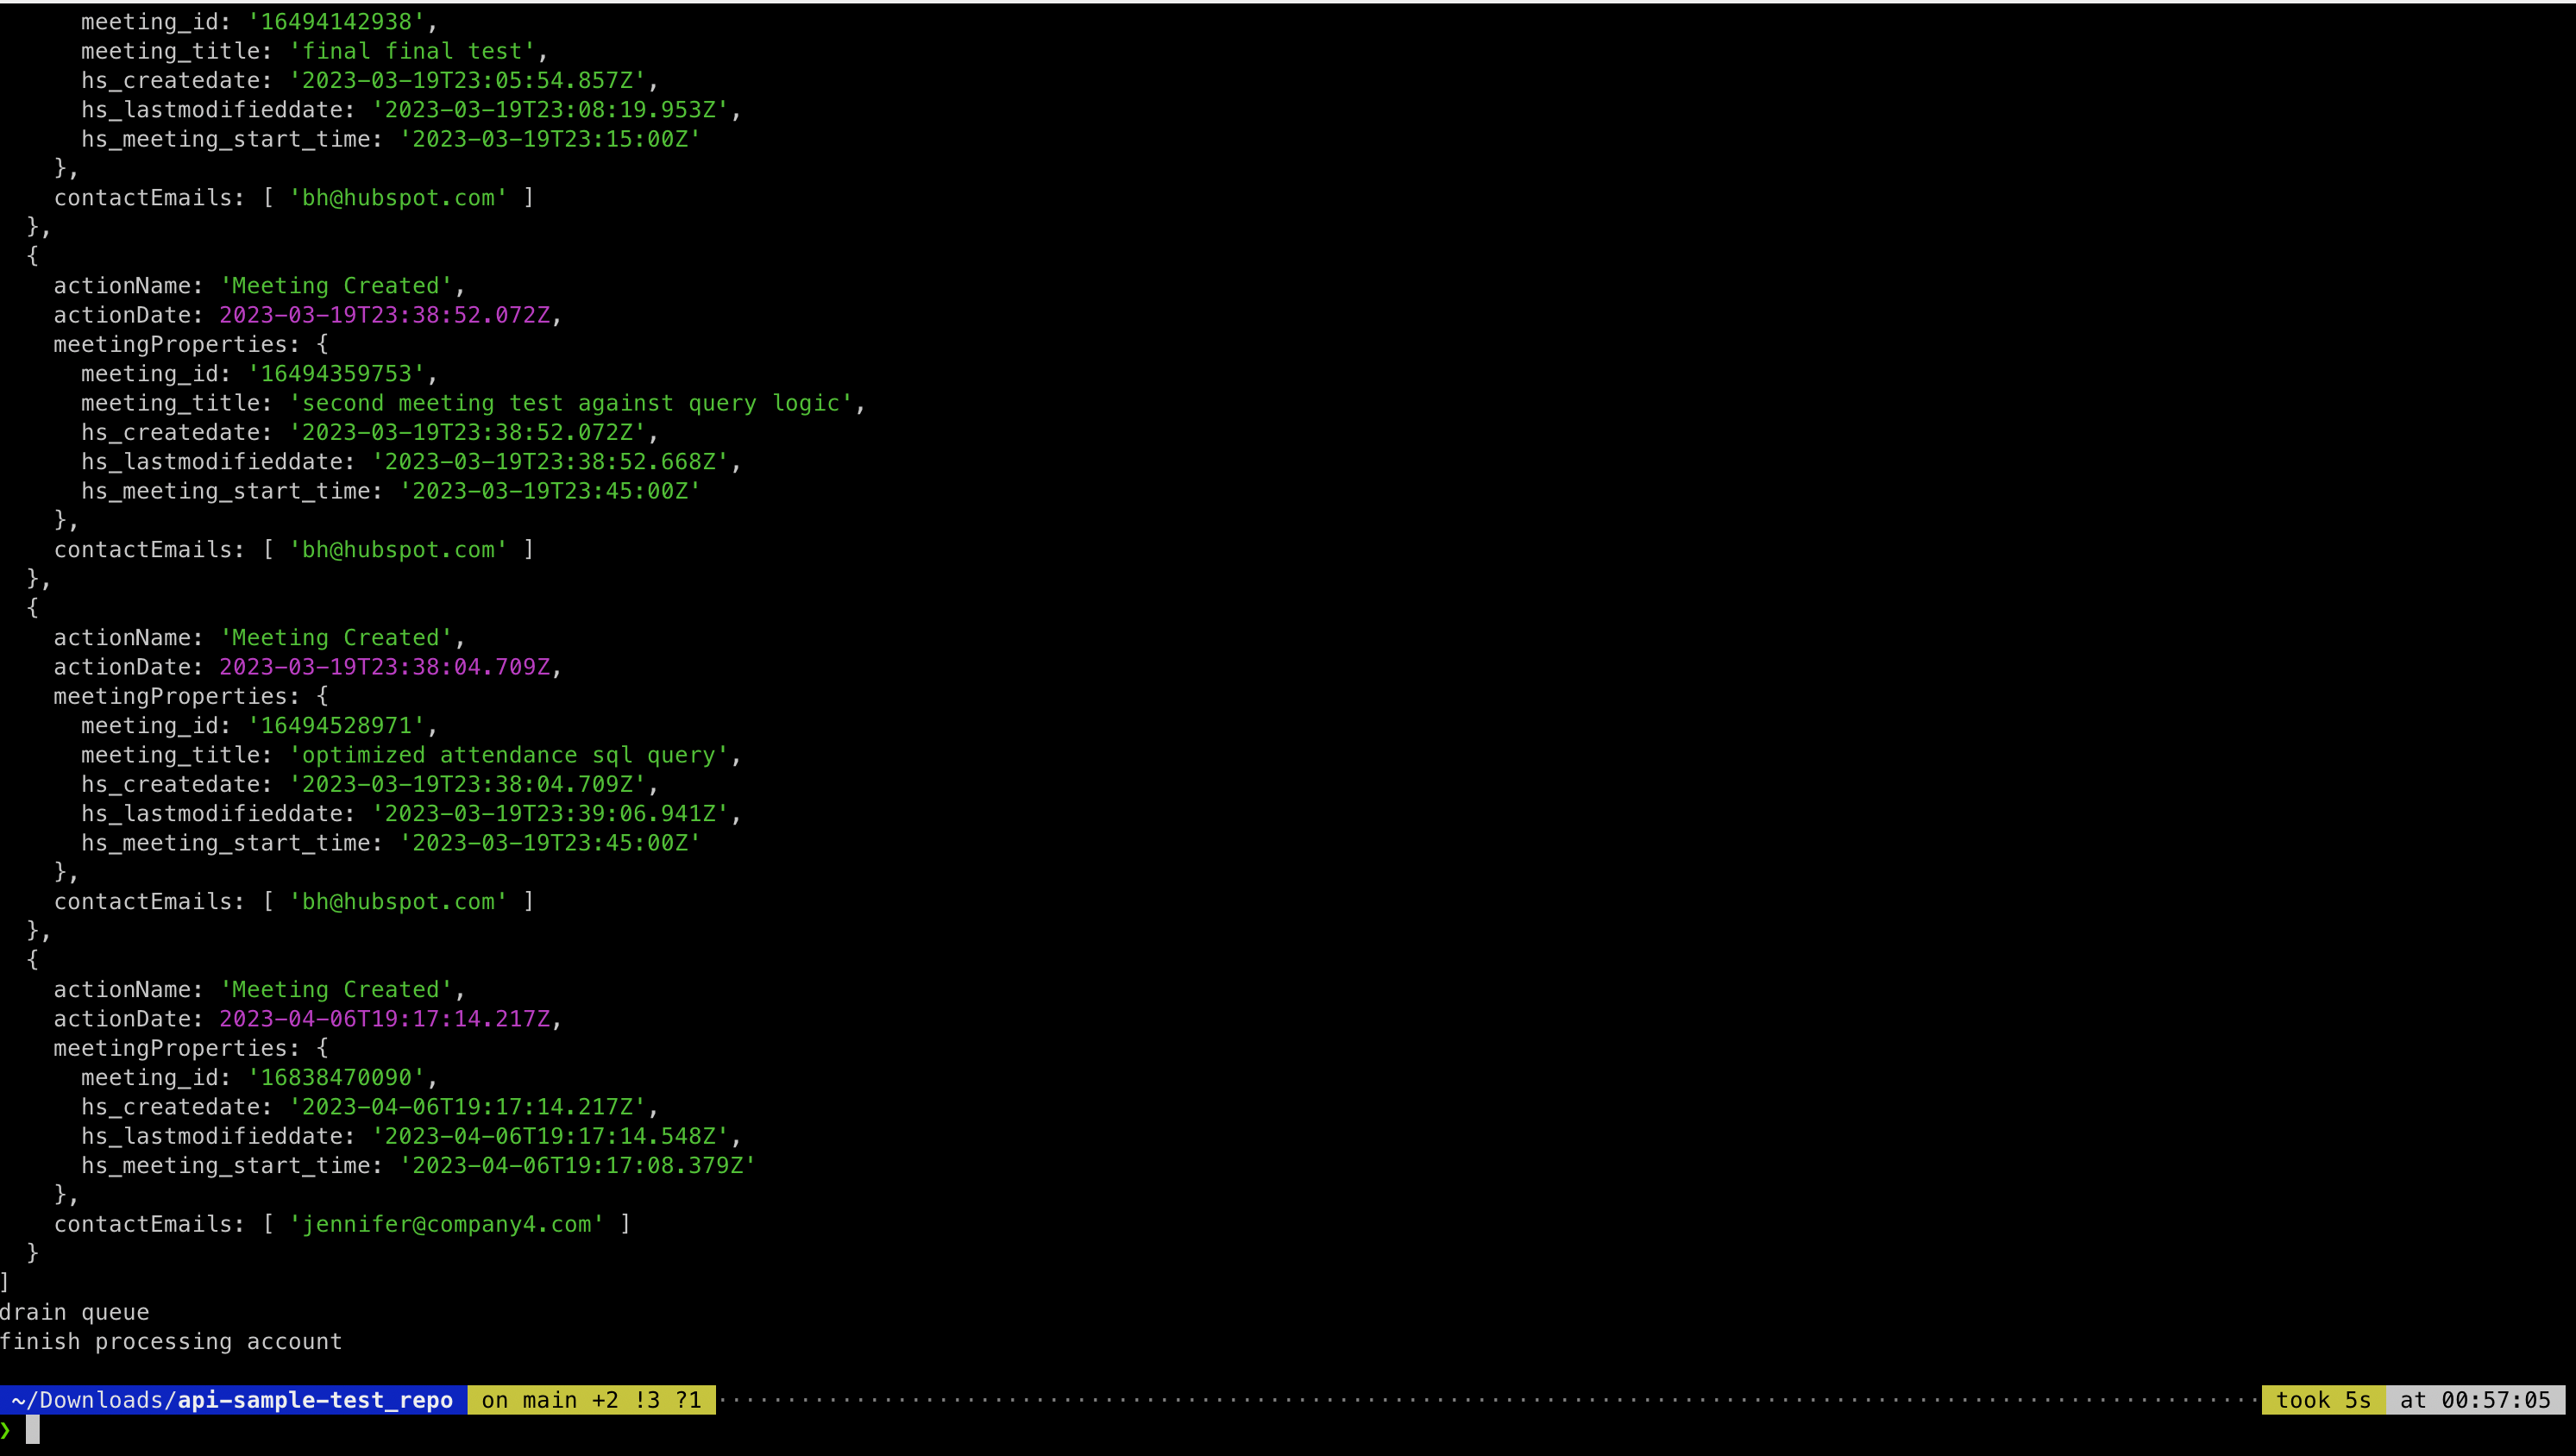 meeting_id: '16494142938',
      meeting_title: 'final final test',
      hs_createdate: '2023-03-19T23:05:54.857Z',
      hs_lastmodifieddate: '2023-03-19T23:08:19.953Z',
      hs_meeting_start_time: '2023-03-19T23:15:00Z'
    },
    contactEmails: [ 'bh@hubspot.com' ]
  },
  {
    actionName: 'Meeting Created',
    actionDate: 2023-03-19T23:38:52.072Z,
    meetingProperties: {
      meeting_id: '16494359753',
      meeting_title: 'second meeting test against query logic',
      hs_createdate: '2023-03-19T23:38:52.072Z',
      hs_lastmodifieddate: '2023-03-19T23:38:52.668Z',
      hs_meeting_start_time: '2023-03-19T23:45:00Z'
    },
    contactEmails: [ 'bh@hubspot.com' ]
  },
  {
    actionName: 'Meeting Created',
    actionDate: 2023-03-19T23:38:04.709Z,
    meetingProperties: {
      meeting_id: '16494528971',
      meeting_title: 'optimized attendance sql query',
      hs_createdate: '2023-03-19T23:38:04.709Z',
      hs_lastmodifieddate: '2023-03-19T23:39:06.941Z',
      hs_meeting_start_time: '2023-03-19T23:45:00Z'
    },
    contactEmails: [ 'bh@hubspot.com' ]
  },
  {
    actionName: 'Meeting Created',
    actionDate: 2023-04-06T19:17:14.217Z,
    meetingProperties: {
      meeting_id: '16838470090',
      hs_createdate: '2023-04-06T19:17:14.217Z',
      hs_lastmodifieddate: '2023-04-06T19:17:14.548Z',
      hs_meeting_start_time: '2023-04-06T19:17:08.379Z'
    },
    contactEmails: [ 'jennifer@company4.com' ]
  }
]
drain queue
finish processing account
~/Downloads/api-sample-test_repo on main +2 !3 ?1 took 5s at 00:57:05
❯